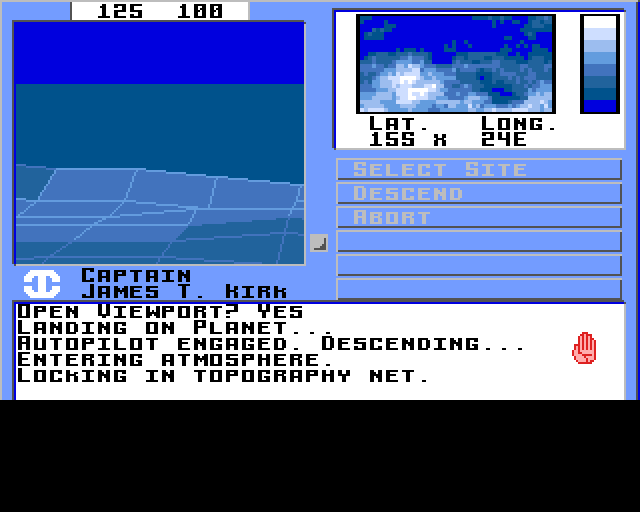 125 100
LAT. LONG.
15S x 24E
SELECT SITE
DESCEND
ABORT
CAPTAIN
JAMES T. KIRK
OPEN VIEWPORT? YES
LANDING ON PLANET...
AUTOPILOT ENGAGED. DESCENDING...
ENTERING ATMOSPHERE.
LOCKING IN TOPOGRAPHY NET.